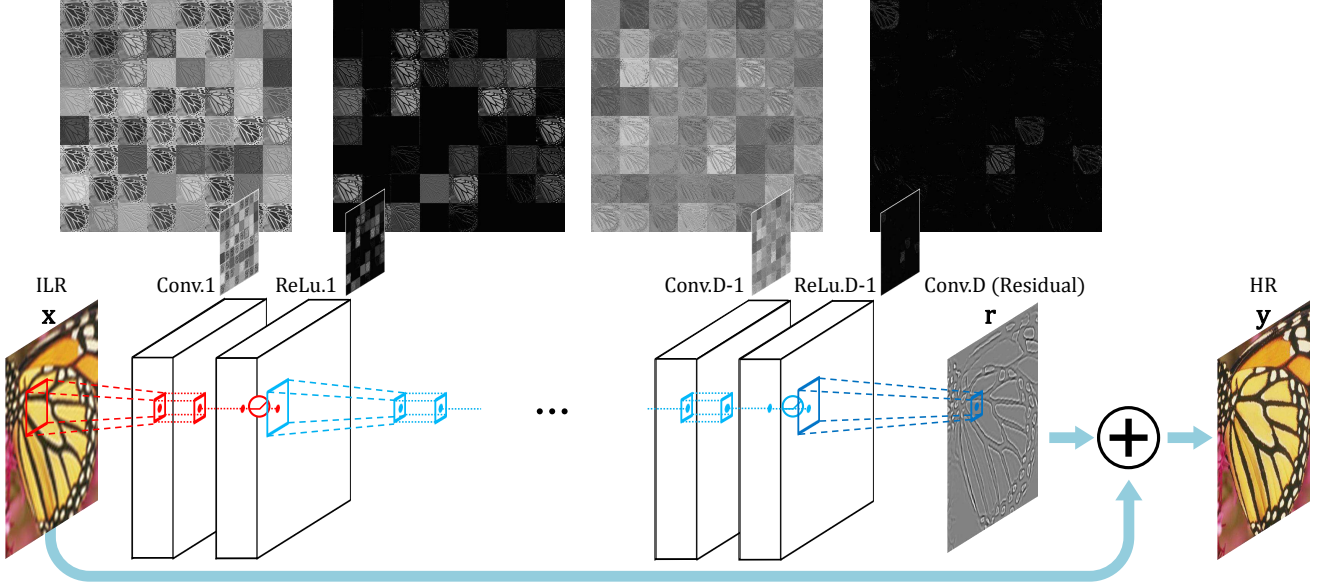 ILR
x
Conv.1
ReLu.1
...
Conv.D-1
ReLu.D-1
Conv.D (Residual)
r
HR
y